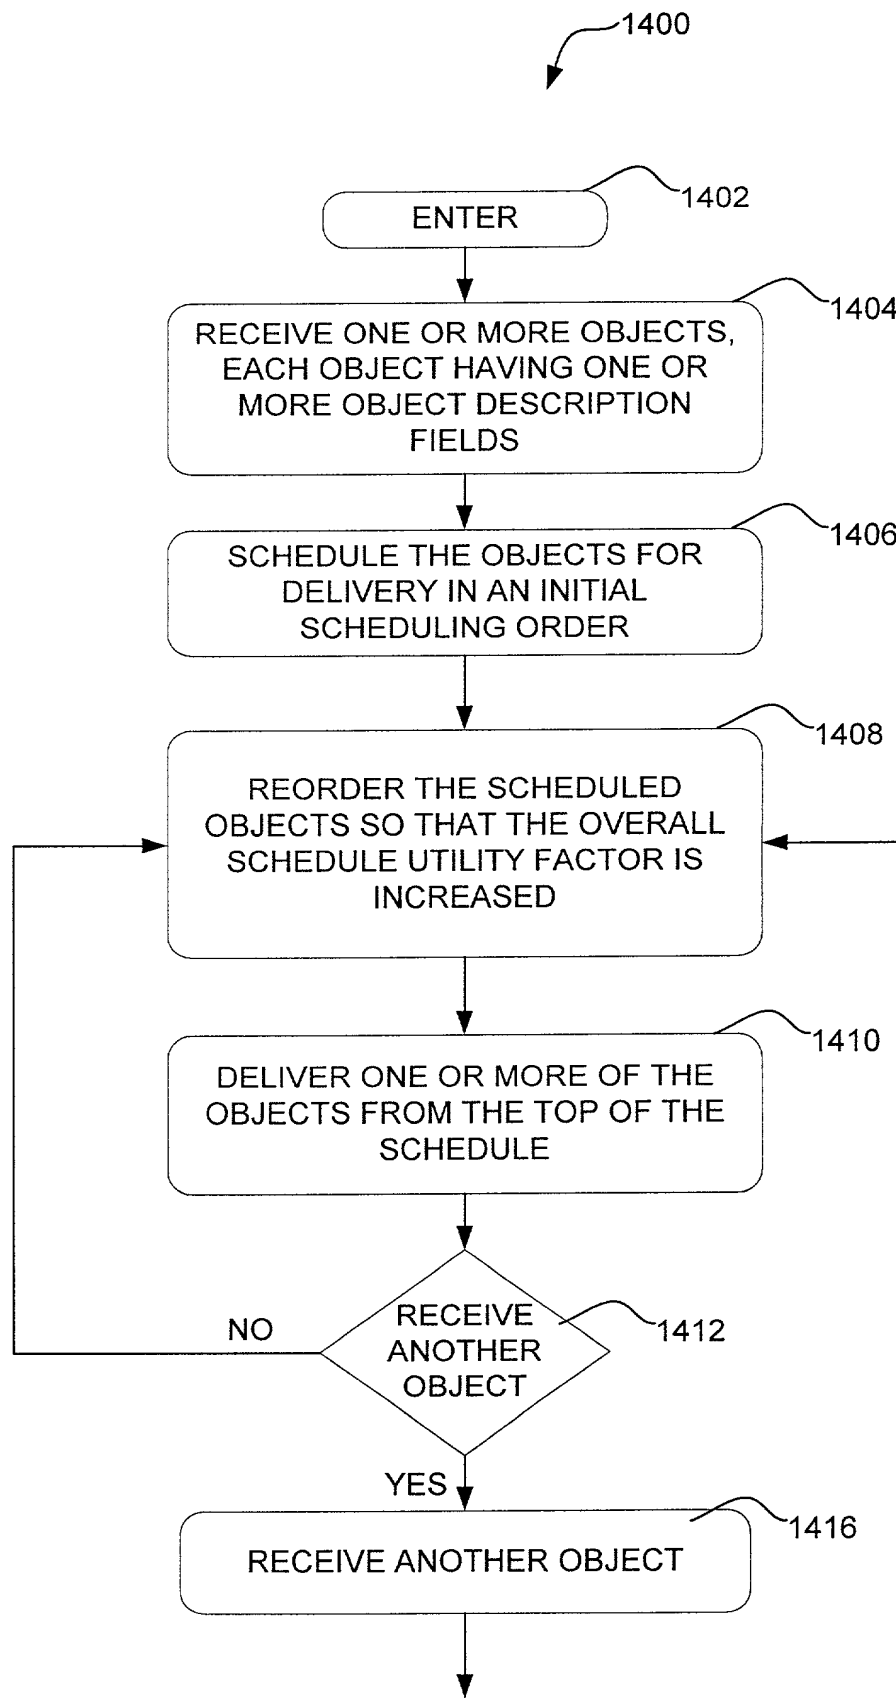 1400
ENTER
1402
RECEIVE ONE OR MORE OBJECTS,
EACH OBJECT HAVING ONE OR
MORE OBJECT DESCRIPTION
FIELDS
1404
SCHEDULE THE OBJECTS FOR
DELIVERY IN AN INITIAL
SCHEDULING ORDER
1406
REORDER THE SCHEDULED
OBJECTS SO THAT THE OVERALL
SCHEDULE UTILITY FACTOR IS
INCREASED
1408
DELIVER ONE OR MORE OF THE
OBJECTS FROM THE TOP OF THE
SCHEDULE
1410
RECEIVE
ANOTHER
OBJECT
1412
NO
YES
RECEIVE ANOTHER OBJECT
1416